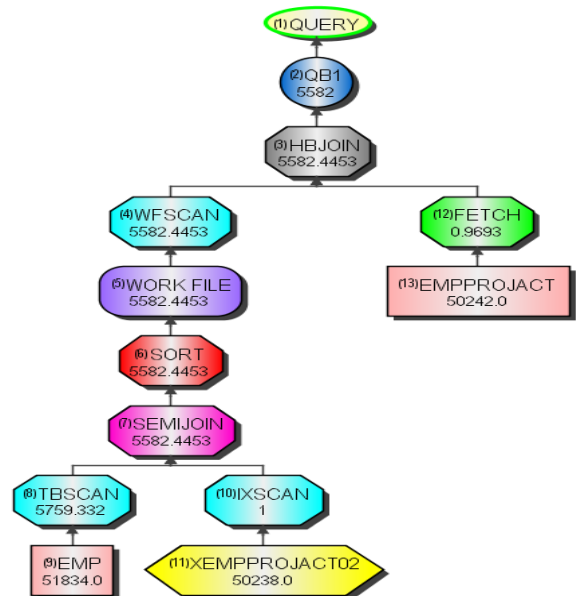 (1)QUERY
(2)QB1
5582
(3)HBJOIN
5582.4453
(4)WFSCAN
5582.4453
(12)FETCH
0.9693
(5)WORK FILE
5582.4453
(13)EMPPROJACT
50242.0
(6)SORT
5582.4453
(7)SEMIJOIN
5582.4453
(8)TBSCAN
5759.332
(10)IXSCAN
1
(9)EMP
51834.0
(11)XEMPPROJACT02
50238.0